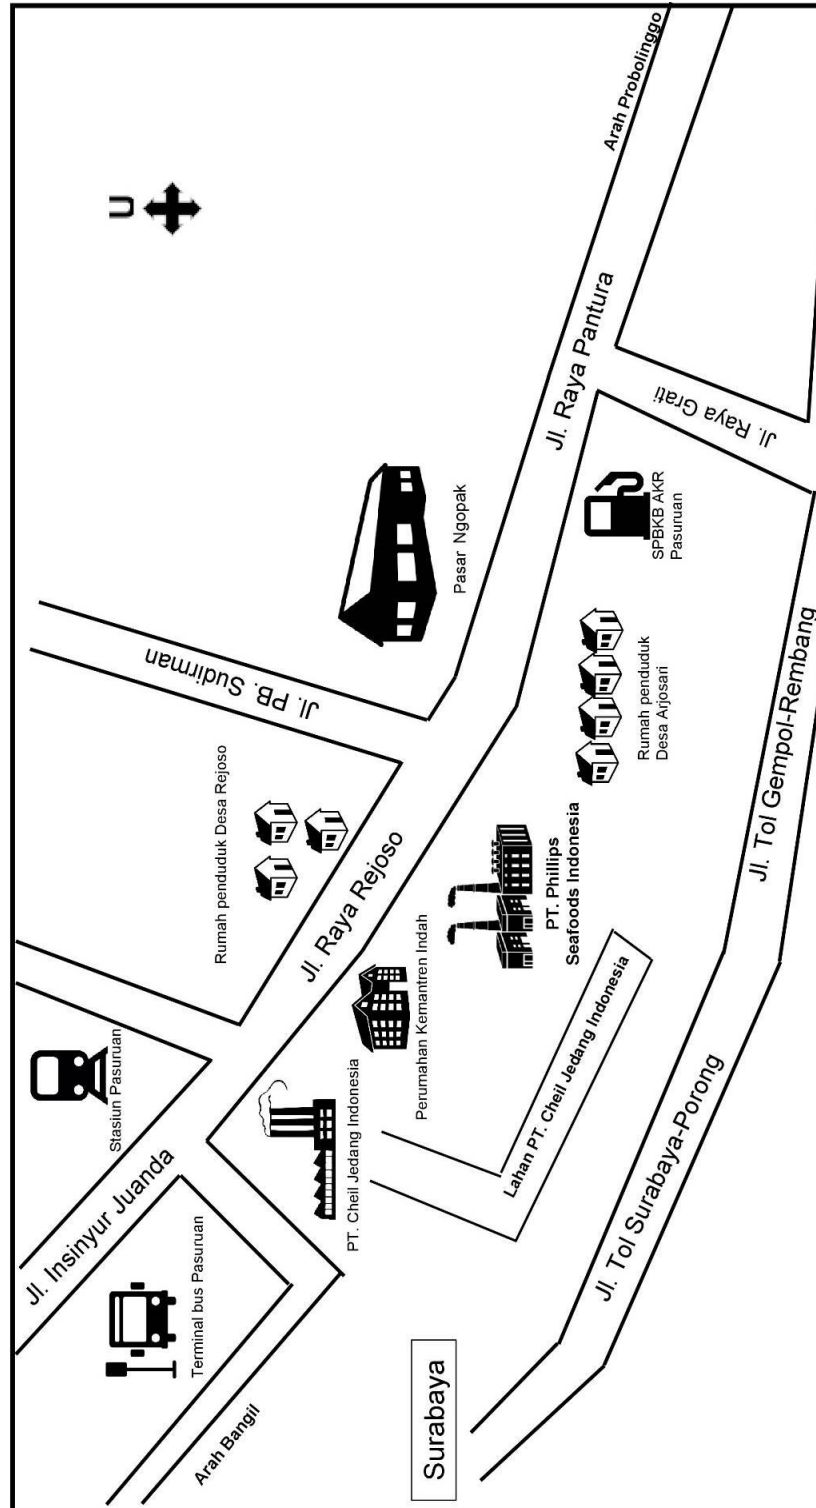 U
Arah Probolinggo
Jl. Raya Pantura
Jl. Raya Grati
SPBKB AKR
Pasuruan
Pasar Ngopak
Jl. PB. Sudirman
Rumah penduduk
Desa Arjosari
Jl. Tol Gempol-Rembang
Rumah penduduk Desa Rejoso
Jl. Raya Rejoso
PT. Phillips
Seafoods Indonesia
Perumahan Kemantren Indah
Stasiun Pasuruan
PT. Cheil Jedang Indonesia
Lahan PT. Cheil Jedang Indonesia
Jl. Insinyur Juanda
Terminal bus Pasuruan
Arah Bangil
Jl. Tol Surabaya-Porong
Surabaya